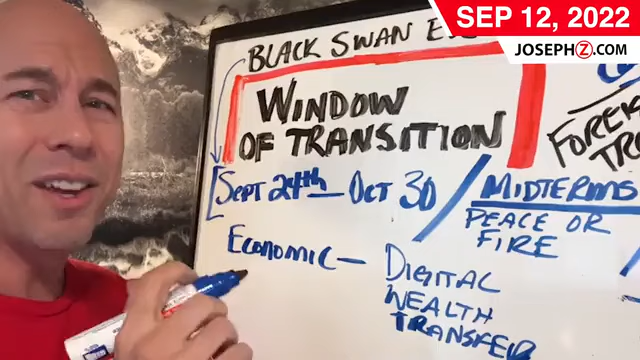 SEP 12, 2022
JOSEPHZ.COM
BLACK SWAN
WINDOW
OF TRANSITION
SEPT 24th — OCT 30 / MIDTERMS
PEACE OR
FIRE
ECONOMIC — DIGITAL
WEALTH
TRANSFER